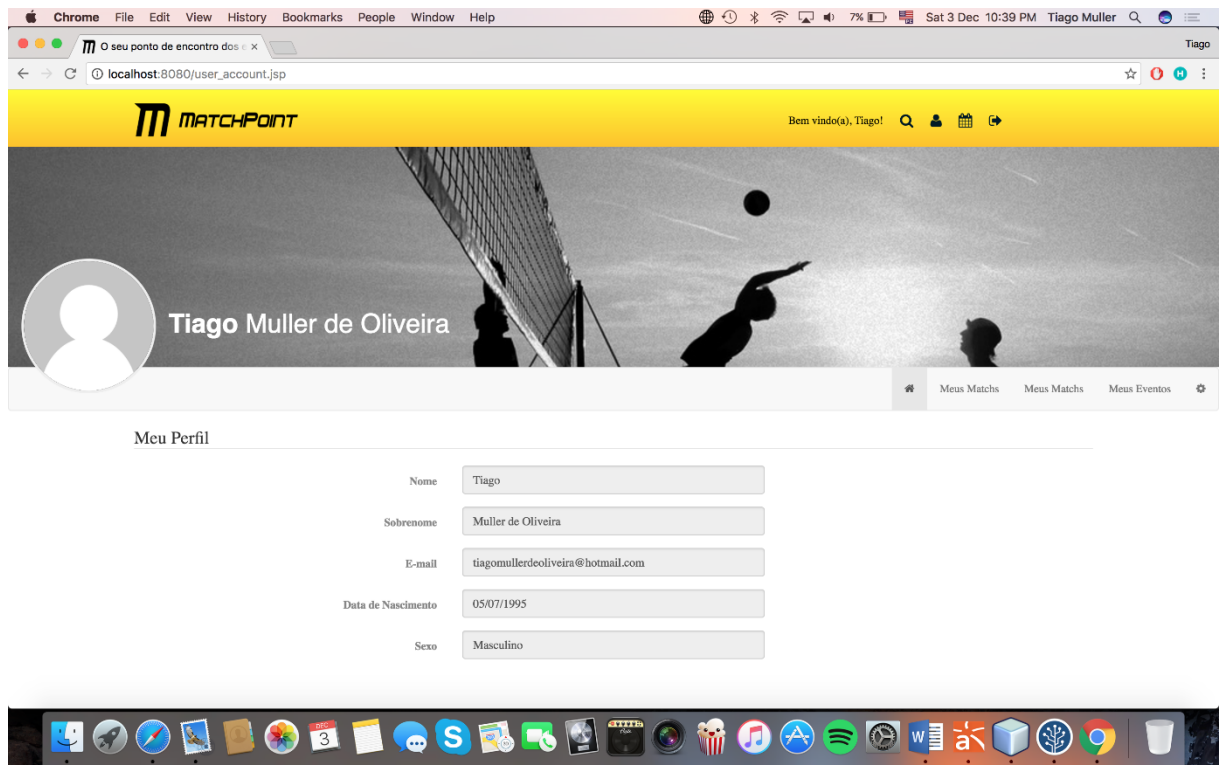 Chrome File Edit View History Bookmarks People Window Help 7% Sat 3 Dec 10:39 PM Tiago Muller
O seu ponto de encontro dos e Tiago
localhost:8080/user_account.jsp
m MATCHPOINT Bem vindo(a), Tiago!
Tiago Muller de Oliveira
Meus Matchs Meus Matchs Meus Eventos
Meu Perfil
Nome Tiago
Sobrenome Muller de Oliveira
E-mail tiagomullerdeoliveira@hotmail.com
Data de Nascimento 05/07/1995
Sexo Masculino
DEC
3